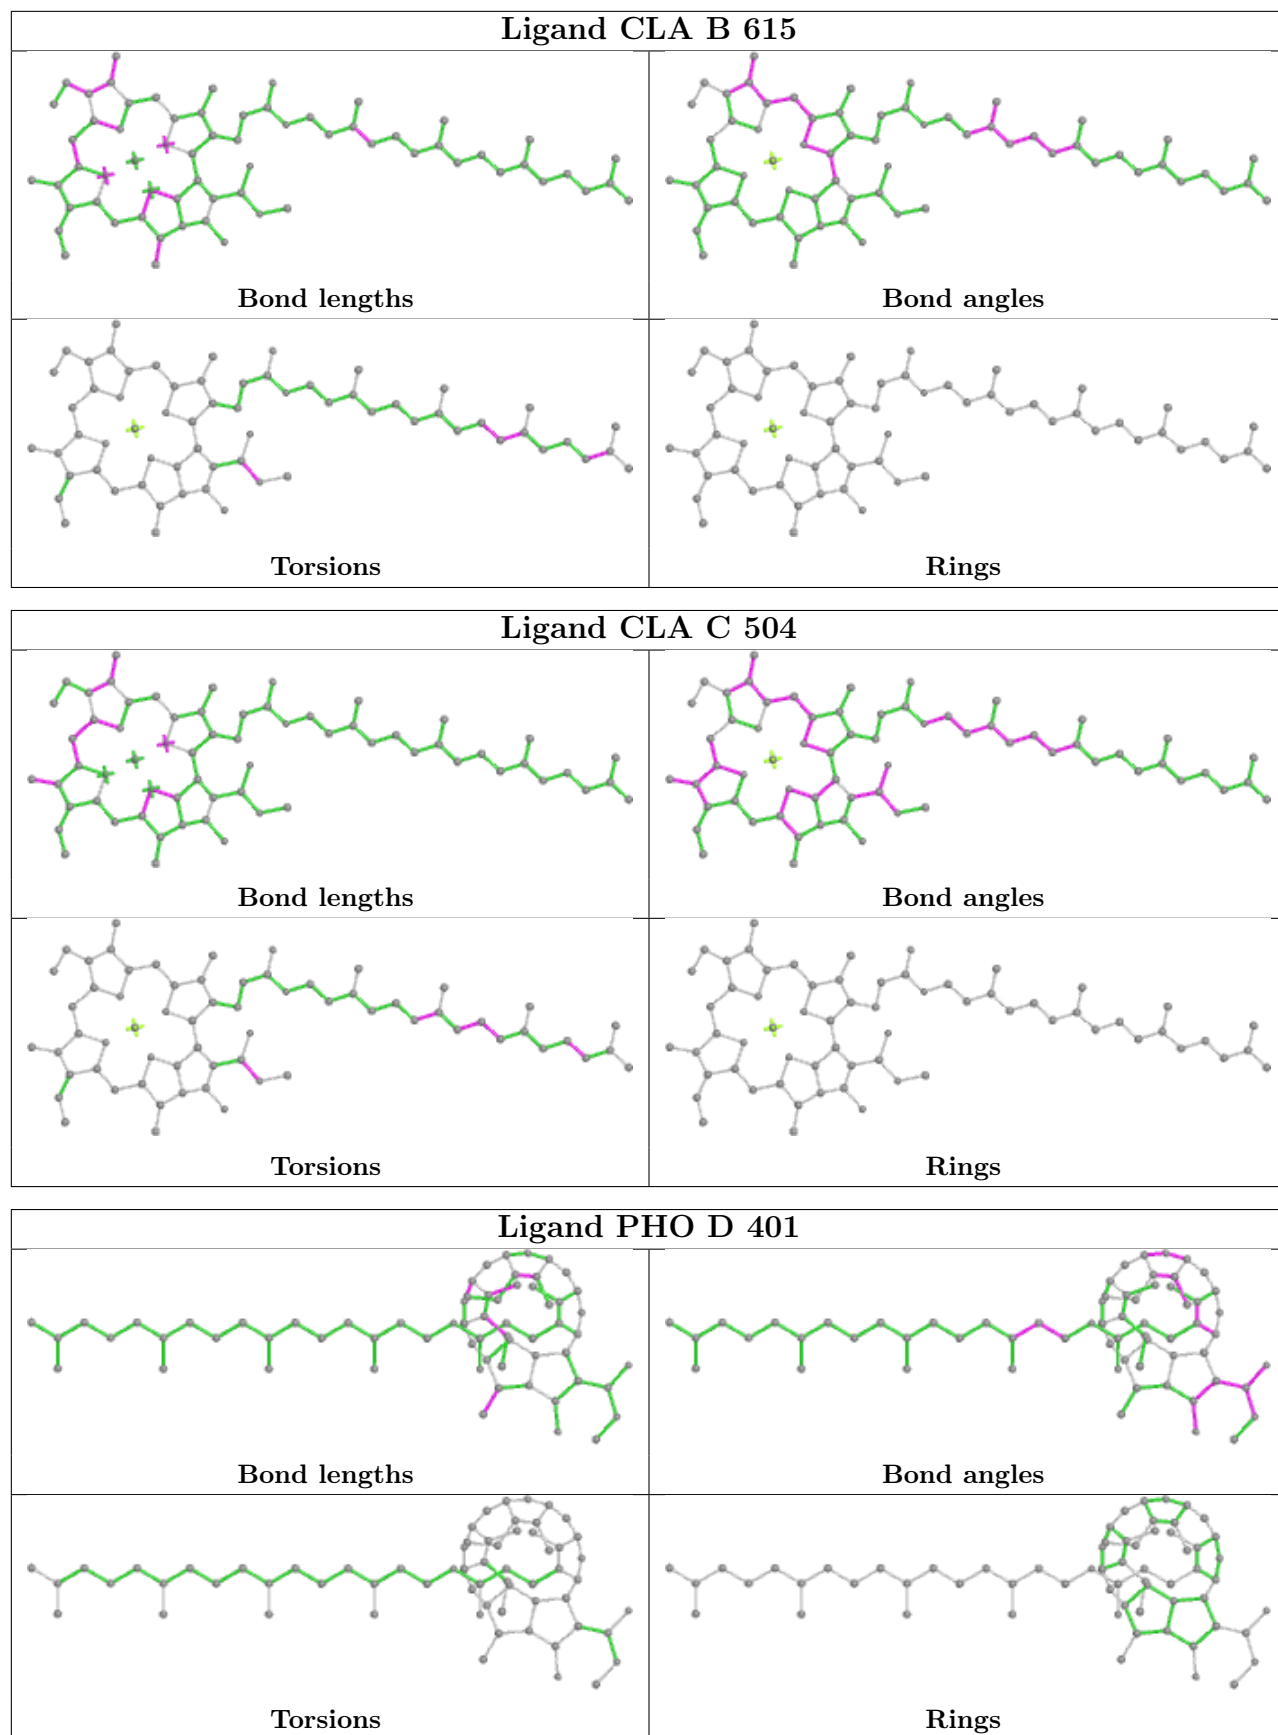 Ligand CLA B 615
Bond lengths
Bond angles
Torsions
Rings
Ligand CLA C 504
Bond lengths
Bond angles
Torsions
Rings
Ligand PHO D 401
Bond lengths
Bond angles
Torsions
Rings